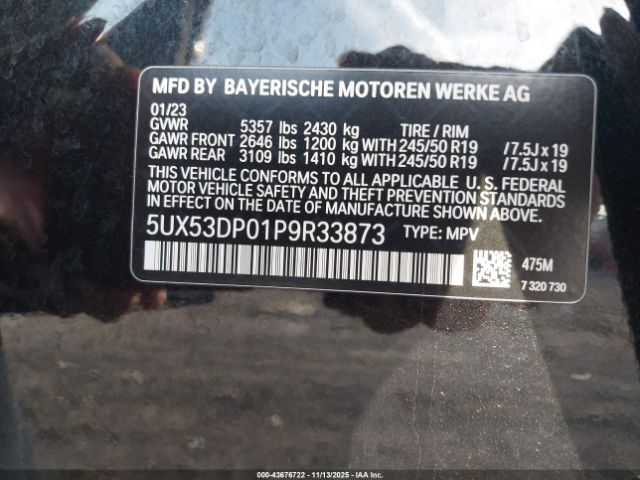 MFD BY BAYERISCHE MOTOREN WERKE AG
01/23
GVWR 5357 lbs 2430 kg TIRE / RIM
GAWR FRONT 2646 lbs 1200 kg WITH 245/50 R19 /7.5J x 19
GAWR REAR 3109 lbs 1410 kg WITH 245/50 R19 /7.5J x 19
THIS VEHICLE CONFORMS TO ALL APPLICABLE U. S. FEDERAL
MOTOR VEHICLE SAFETY AND THEFT PREVENTION STANDARDS
IN EFFECT ON THE DATE OF MANUFACTURE SHOWN ABOVE.
5UX53DP01P9R33873 TYPE: MPV
475M
7 320 730
000-43676722 - 11/13/2025 - IAAC, Inc.